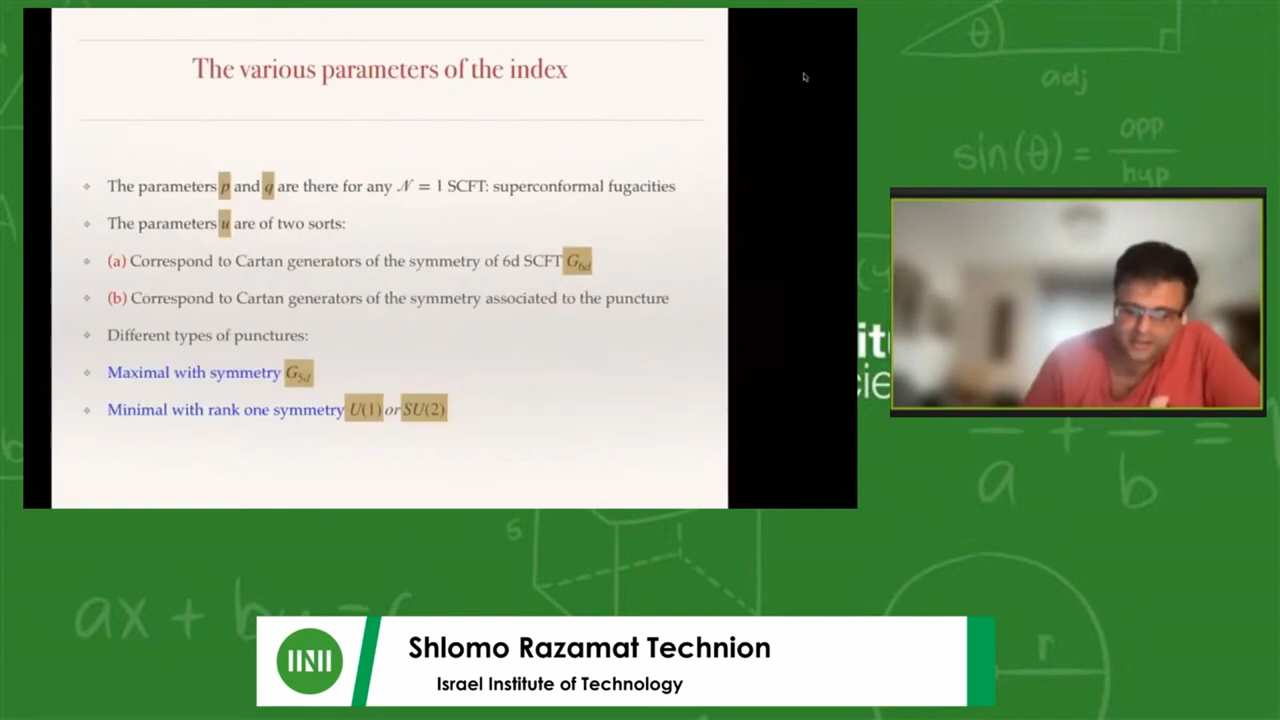 The various parameters of the index
The parameters p and q are there for any 𝒩 = 1 SCFT: superconformal fugacities
The parameters u are of two sorts:
(a) Correspond to Cartan generators of the symmetry of 6d SCFT G6d
(b) Correspond to Cartan generators of the symmetry associated to the puncture
Different types of punctures:
Maximal with symmetry G5d
Minimal with rank one symmetry U(1) or SU(2)
θ
adj
sin(θ) = opp
hyp
a + b =
s
r
Shlomo Razamat Technion
Israel Institute of Technology